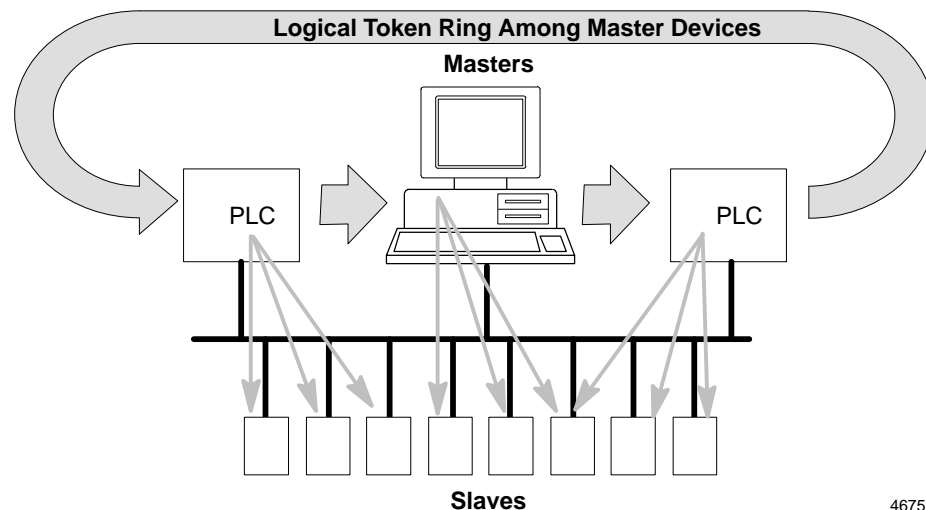 Logical Token Ring Among Master Devices
Masters
PLC
PLC
Slaves
4675